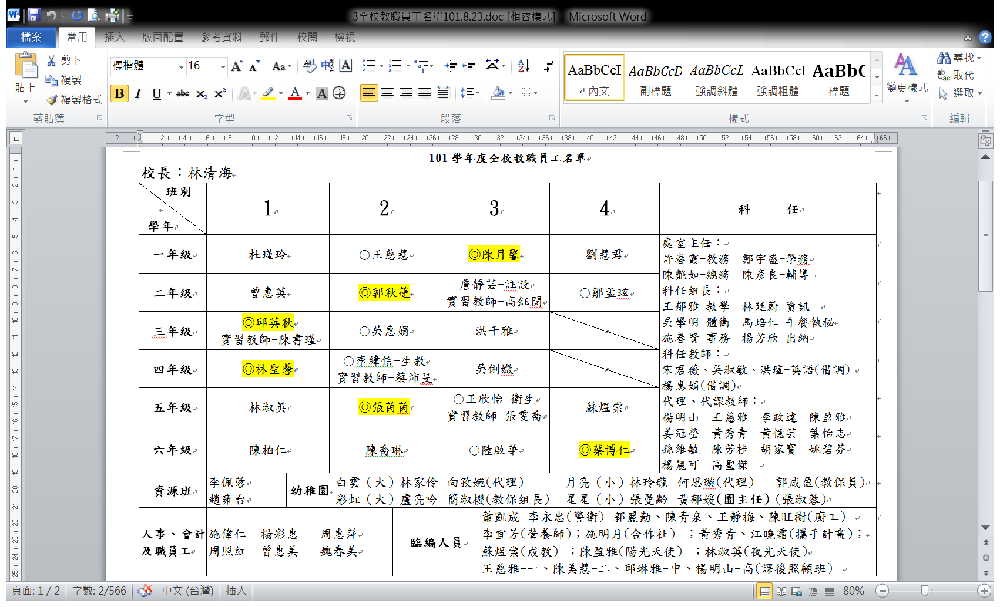 3全校教職員工名單101.8.23.doc [相容模式] - Microsoft Word
檔案 常用 插入 版面配置 參考資料 郵件 校閱 檢視
貼上 剪下 複製 複製格式
標楷體 16
AaBbCcI AaBbCcD AaBbCcL AaBbCcI AaBbC
內文 副標題 強調斜體 強調粗體 標題
變更樣式
尋找 取代 選取
剪貼簿 字型 段落 樣式 編輯
101 學年度全校教職員工名單
校長：林清海
班別
學年
1 2 3 4 科 任
一年級 杜瑾玲 ○王慈慧 ◎陳月馨 劉慧君
二年級 曾惠英 ◎郭秋蓮 詹靜芸-註設 ○鄒孟玹
實習教師-高鈺閔
三年級 ◎邱英秋 ○吳惠娟 洪千雅
實習教師-陳書瑾
四年級 ◎林聖馨 ○李緯信-生教 吳俐媺
實習教師-蔡沛旻
五年級 林淑英 ◎張茵茵 ○王欣怡-衛生 蘇煜棠
實習教師-張雯喬
六年級 陳柏仁 陳喬琳 ○陸啟華 ◎蔡博仁
處室主任：
許春霞-教務 鄭宇盛-學務
陳艷如-總務 陳彥良-輔導
科任組長：
王郁雅-教學 林廷蔚-資訊
吳學明-體衛 馬培仁-午餐執秘
施春賢-事務 楊芳欣-出納
科任教師：
宋君薇、吳淑敏、洪瑄-英語(借調)
楊惠娟(借調)
代理、代課教師：
楊明山 王慈雅 李政達 陳盈雅
姜冠瑩 黃秀青 黃憶芸 葉怡志
孫維敏 陳芳桂 胡家寶 姚碧芬
楊麗可 高聖傑
資源班 李佩蓉
趙雍台
幼稚園 白雲（大）林家伶 向孜婉(代理) 月亮（小）林玲瓏 何思璇(代理) 郭咸盈(教保員)
彩虹（大）盧亮吟 簡淑櫻(教保組長) 星星（小）張曼齡 黃郁媛(園主任)(張淑蓉)
人事、會計及職員工
施偉仁 楊彩惠 周惠萍
周照紅 曾惠美 魏春美
臨編人員
蕭凱成 李永忠(警衛) 郭麗勤、陳青泉、王靜梅、陳旺樹(廚工)
李宜芳(營養師)；施明月(合作社) ；黃秀青、江曉霜(攜手計畫)；
蘇煜棠(成教) ；陳盈雅(陽光天使) ；林淑英(夜光天使)
王慈雅-一、陳美慧-二、邱琳雅-中、楊明山-高(課後照顧班)
頁面: 1 / 2 字數: 2/566 中文 (台灣) 插入 80%